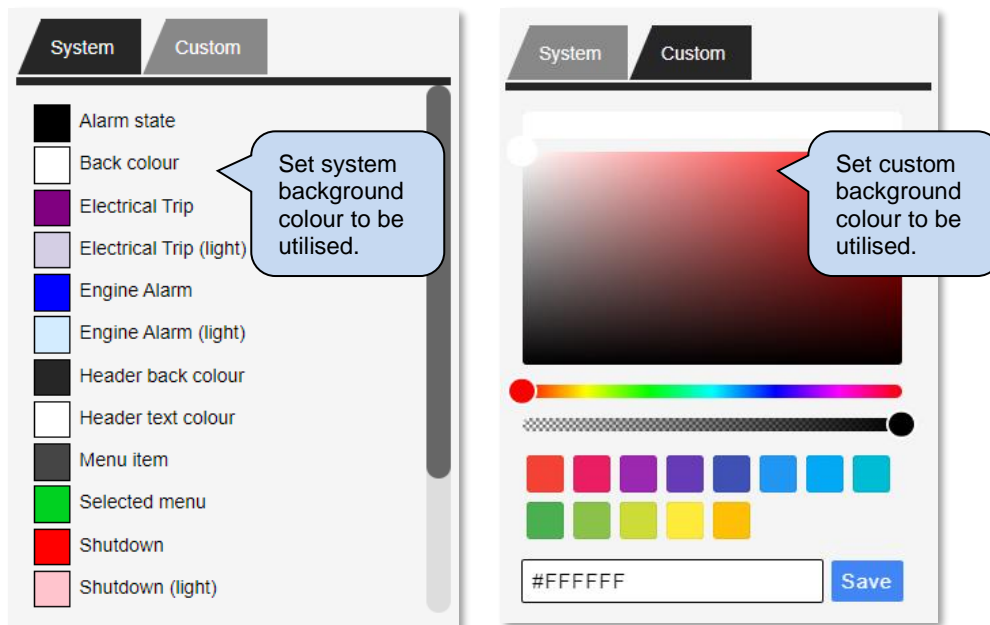 System
Custom
Alarm state
Back colour
Electrical Trip
Electrical Trip (light)
Engine Alarm
Engine Alarm (light)
Header back colour
Header text colour
Menu item
Selected menu
Shutdown
Shutdown (light)
Set system
background
colour to be
utilised.
System
Custom
Set custom
background
colour to be
utilised.
#FFFFFF
Save